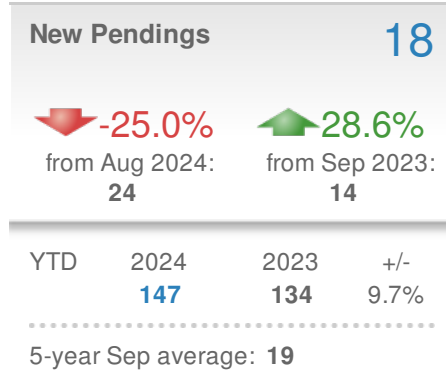 New Pendings 18
-25.0% 28.6%
from Aug 2024: from Sep 2023:
24 14
YTD 2024 2023 +/-
147 134 9.7%
5-year Sep average: 19